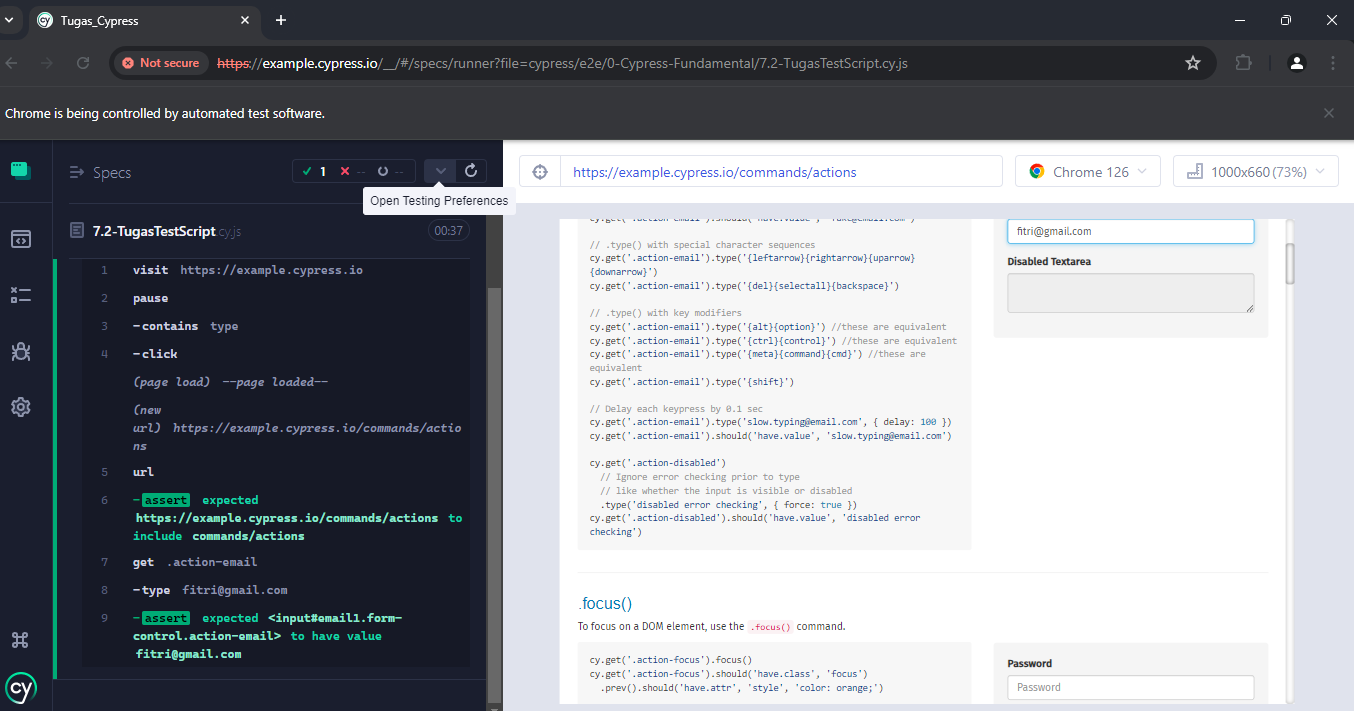 Tugas_Cypress
Not secure https://example.cypress.io/__/#/specs/runner?file=cypress/e2e/0-Cypress-Fundamental/7.2-TugasTestScript.cy.js
Chrome is being controlled by automated test software.
Specs
1 -- --
Open Testing Preferences
7.2-TugasTestScript.cy.js 00:37
1 visit https://example.cypress.io
2 pause
3 -contains type
4 -click
(page load) --page loaded--
(new
url) https://example.cypress.io/commands/actio
ns
5 url
6 -assert expected
https://example.cypress.io/commands/actions to
include commands/actions
7 get .action-email
8 -type fitri@gmail.com
9 -assert expected <input#email1.form-
control.action-email> to have value
fitri@gmail.com
cy
https://example.cypress.io/commands/actions
Chrome 126
1000x660 (73%)
cy.get('.action-email').should('have.value', 'fake@email.com')
// .type() with special character sequences
cy.get('.action-email').type('{leftarrow}{rightarrow}{uparrow}
{downarrow}')
cy.get('.action-email').type('{del}{selectall}{backspace}')
// .type() with key modifiers
cy.get('.action-email').type('{alt}{option}') //these are equivalent
cy.get('.action-email').type('{ctrl}{control}') //these are equivalent
cy.get('.action-email').type('{meta}{command}{cmd}') //these are
equivalent
cy.get('.action-email').type('{shift}')
// Delay each keypress by 0.1 sec
cy.get('.action-email').type('slow.typing@email.com', { delay: 100 })
cy.get('.action-email').should('have.value', 'slow.typing@email.com')
cy.get('.action-disabled')
// Ignore error checking prior to type
// like whether the input is visible or disabled
.type('disabled error checking', { force: true })
cy.get('.action-disabled').should('have.value', 'disabled error
checking')
fitri@gmail.com
Disabled Textarea
.focus()
To focus on a DOM element, use the .focus() command.
cy.get('.action-focus').focus()
cy.get('.action-focus').should('have.class', 'focus')
.prev().should('have.attr', 'style', 'color: orange;')
Password
Password